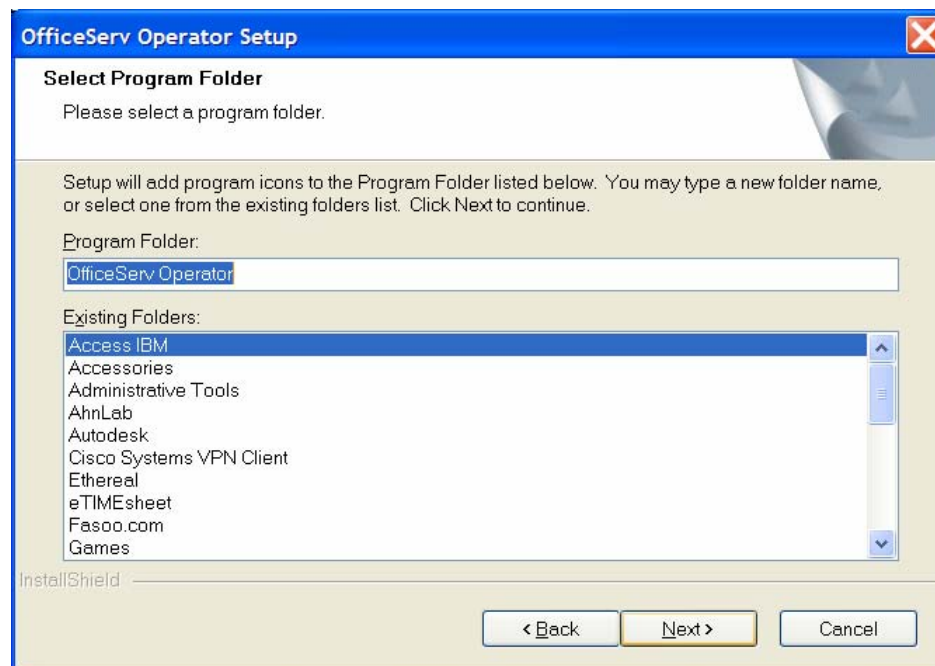 OfficeServ Operator Setup
Select Program Folder
Please select a program folder.
Setup will add program icons to the Program Folder listed below. You may type a new folder name,
or select one from the existing folders list. Click Next to continue.
Program Folder:
OfficeServ Operator
Existing Folders:
Access IBM
Accessories
Administrative Tools
AhnLab
Autodesk
Cisco Systems VPN Client
Ethereal
eTIMEsheet
Fasoo.com
Games
InstallShield
< Back
Next >
Cancel